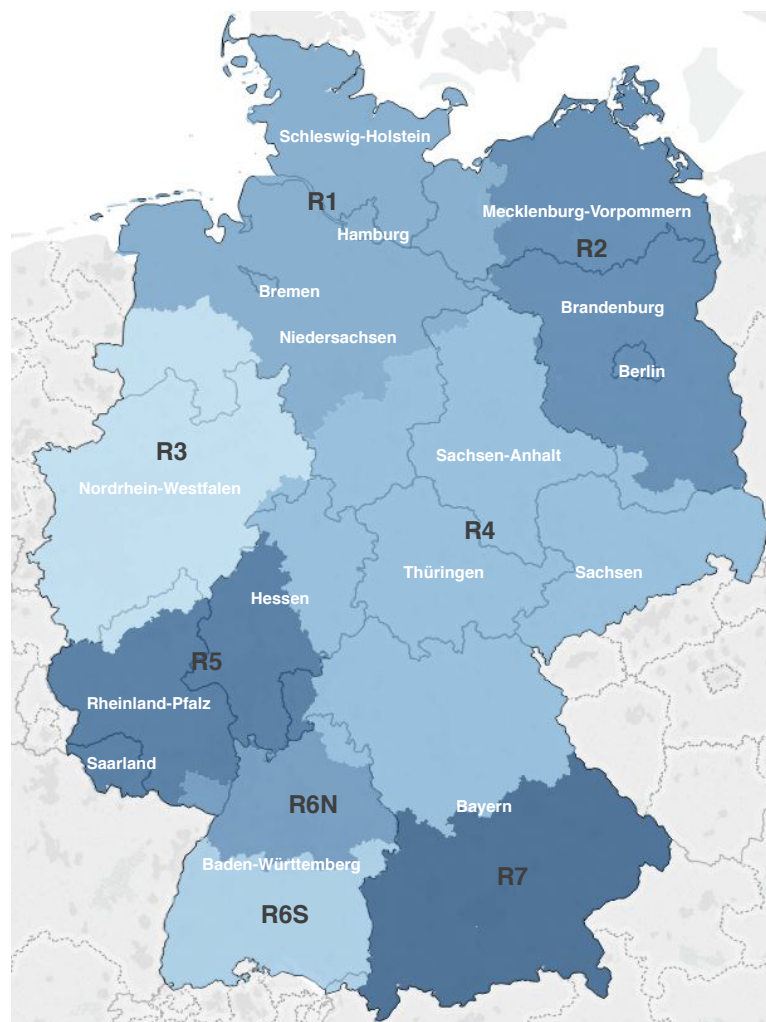 Schleswig-Holstein
R1
Mecklenburg-Vorpommern
Hamburg
R2
Bremen
Brandenburg
Niedersachsen
Berlin
R3
Sachsen-Anhalt
Nordrhein-Westfalen
R4
Thüringen
Sachsen
Hessen
R5
Rheinland-Pfalz
Saarland
R6N
Bayern
Baden-Württemberg
R7
R6S